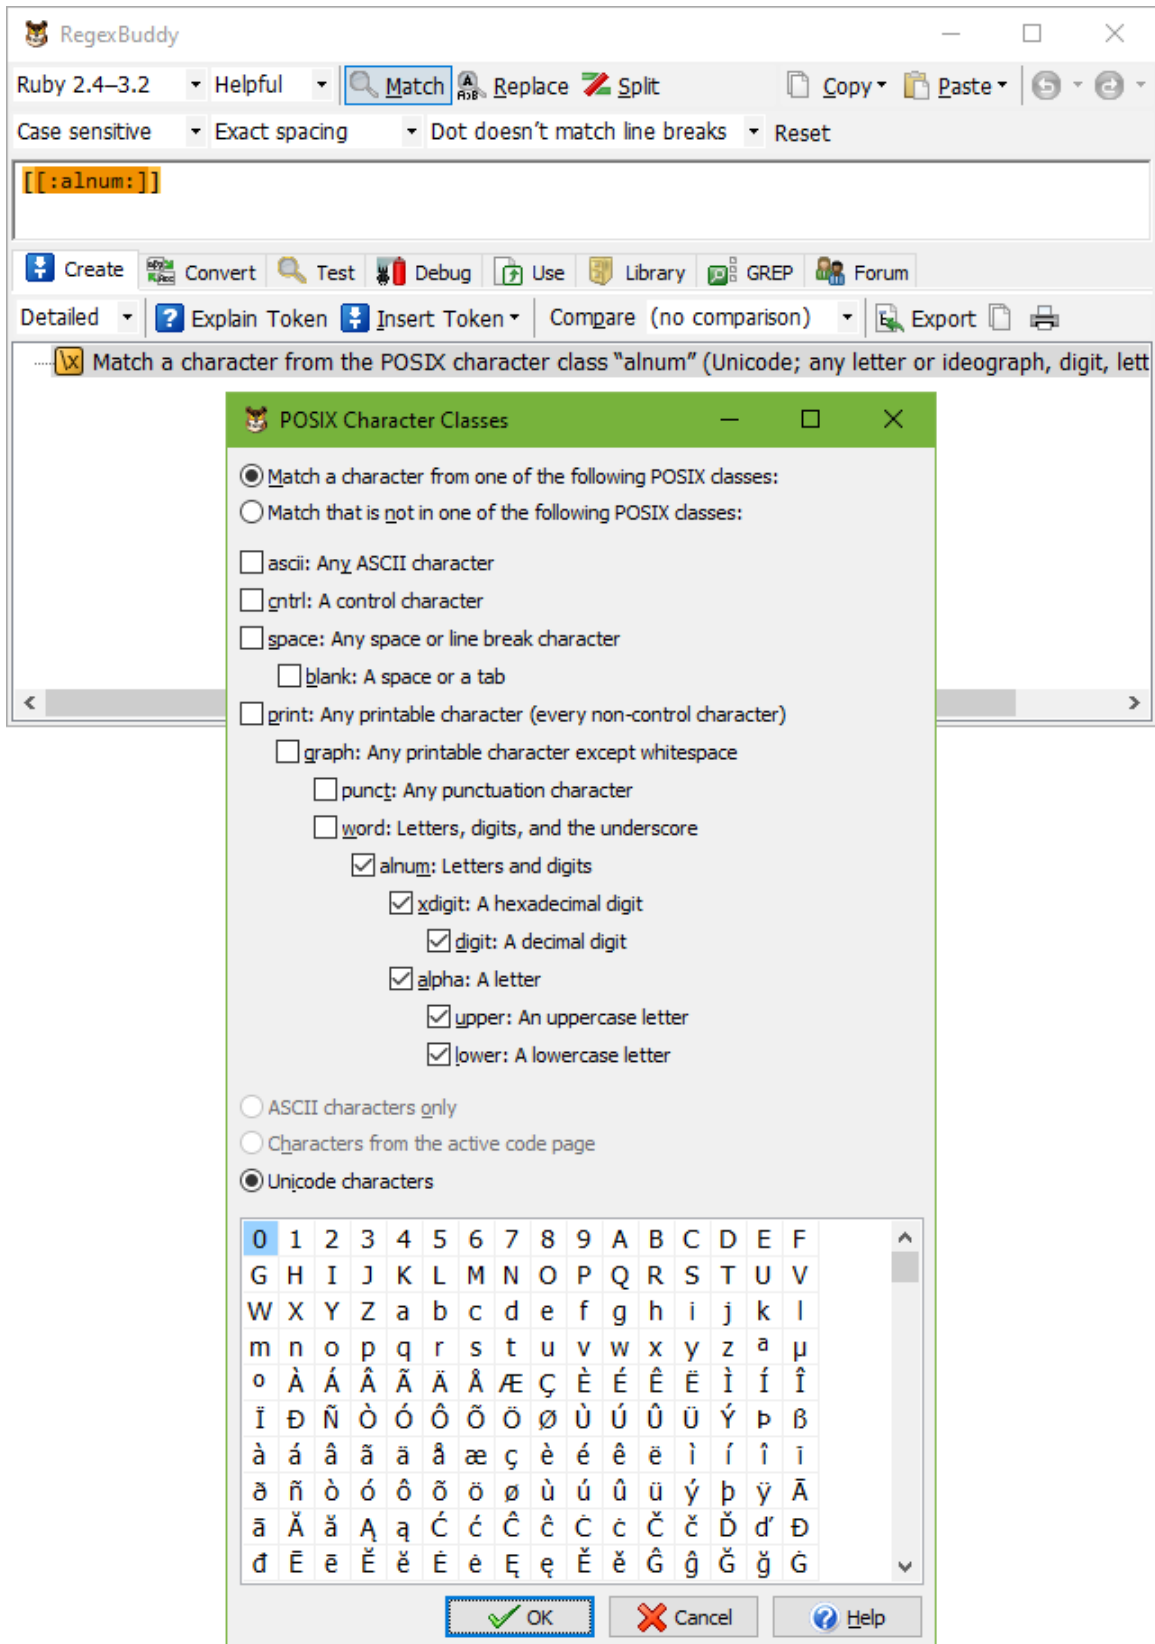 RegexBuddy
Ruby 2.4–3.2 Helpful Match Replace Split Copy Paste
Case sensitive Exact spacing Dot doesn't match line breaks Reset
[[:alnum:]]
Create Convert Test Debug Use Library GREP Forum
Detailed Explain Token Insert Token Compare (no comparison) Export
Match a character from the POSIX character class “alnum” (Unicode; any letter or ideograph, digit, lett
POSIX Character Classes
Match a character from one of the following POSIX classes:
Match that is not in one of the following POSIX classes:
ascii: Any ASCII character
cntrl: A control character
space: Any space or line break character
blank: A space or a tab
print: Any printable character (every non-control character)
graph: Any printable character except whitespace
punct: Any punctuation character
word: Letters, digits, and the underscore
alnum: Letters and digits
xdigit: A hexadecimal digit
digit: A decimal digit
alpha: A letter
upper: An uppercase letter
lower: A lowercase letter
ASCII characters only
Characters from the active code page
Unicode characters
0 1 2 3 4 5 6 7 8 9 A B C D E F
G H I J K L M N O P Q R S T U V
W X Y Z a b c d e f g h i j k l
m n o p q r s t u v w x y z ª µ
º À Á Â Ã Ä Å Æ Ç È É Ê Ë Ì Í Î
Ï Ð Ñ Ò Ó Ô Õ Ö Ø Ù Ú Û Ü Ý Þ ß
à á â ã ä å æ ç è é ê ë ì í î ï
ð ñ ò ó ô õ ö ø ù ú û ü ý þ ÿ Ā
ā Ă ă Ą ą Ć ć Ĉ ĉ Ċ ċ Č č Ď ď Đ
đ Ē ē Ĕ ĕ Ė ė Ę ę Ě ě Ĝ ĝ Ğ ğ Ġ
OK Cancel Help